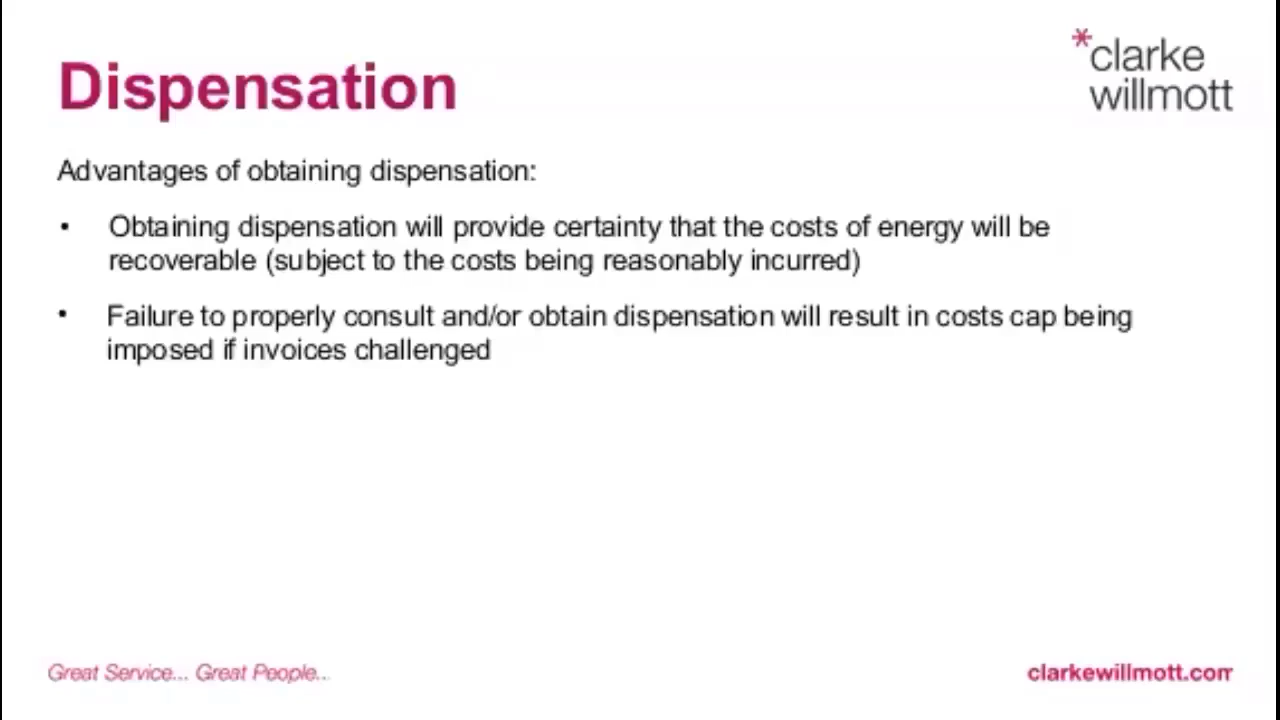 *clarke
willmott
Dispensation
Advantages of obtaining dispensation:
• Obtaining dispensation will provide certainty that the costs of energy will be
recoverable (subject to the costs being reasonably incurred)
• Failure to properly consult and/or obtain dispensation will result in costs cap being
imposed if invoices challenged
Great Service... Great People...
clarkewillmott.com